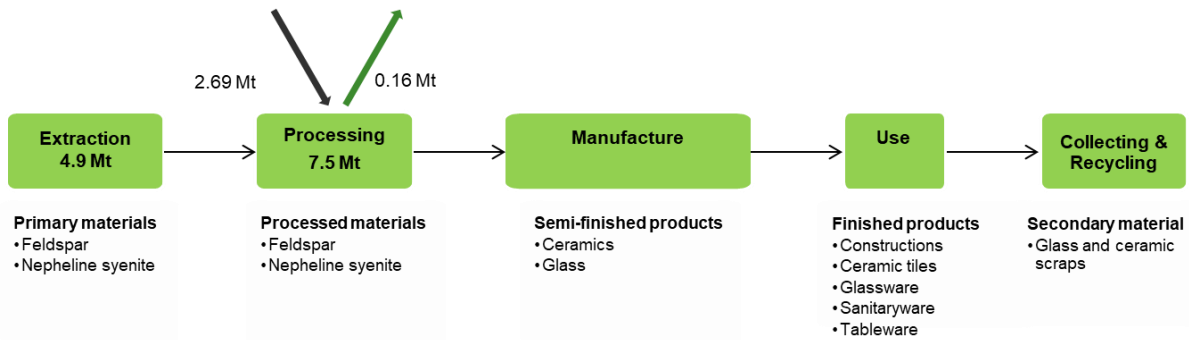 2.69 Mt
0.16 Mt
Extraction
4.9 Mt
Processing
7.5 Mt
Manufacture
Use
Collecting &
Recycling
Primary materials
•Feldspar
•Nepheline syenite
Processed materials
•Feldspar
•Nepheline syenite
Semi-finished products
•Ceramics
•Glass
Finished products
•Constructions
•Ceramic tiles
•Glassware
•Sanitaryware
•Tableware
Secondary material
•Glass and ceramic
scraps